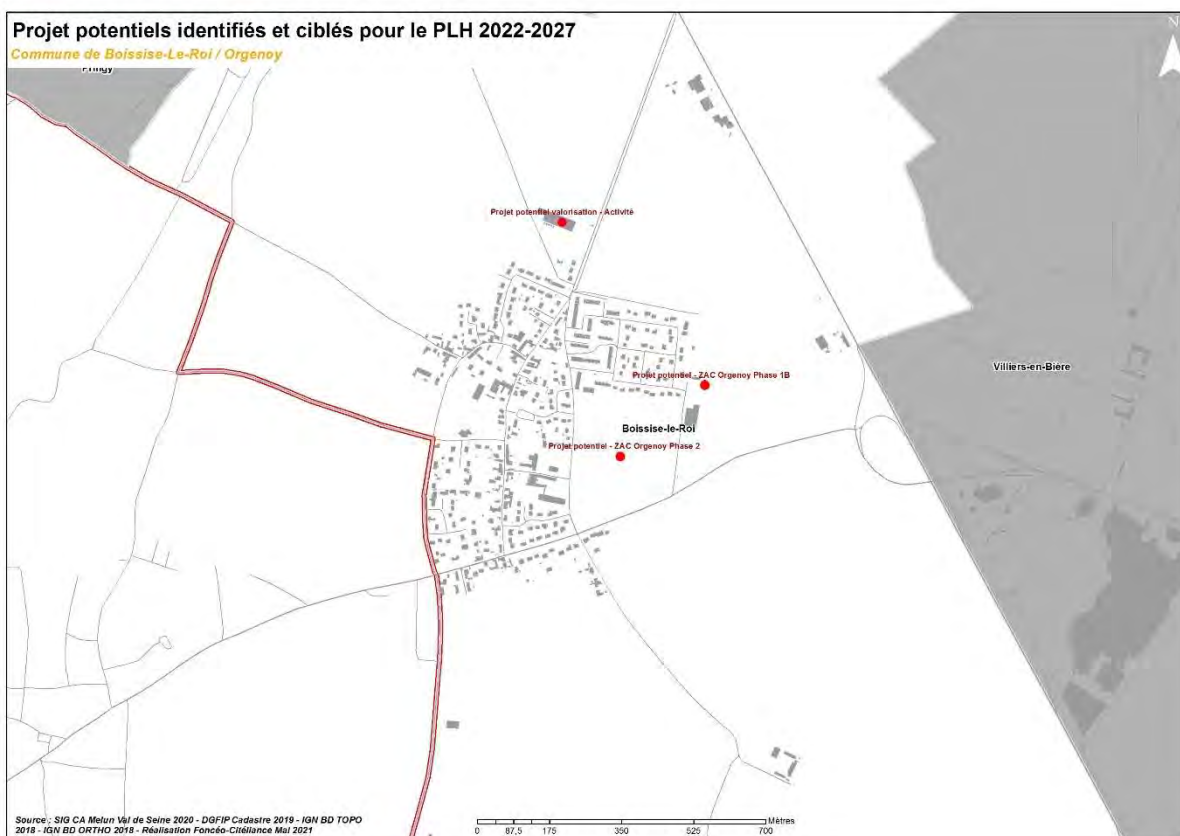 Projet potentiels identifiés et ciblés pour le PLH 2022-2027
Commune de Boissise-Le-Roi / Orgenoy
Pringy
N
Projet potentiel valorisation - Activité
Projet potentiel - ZAC Orgenoy Phase 1B
Villiers-en-Bière
Boissise-le-Roi
Projet potentiel - ZAC Orgenoy Phase 2
Source : SIG CA Melun Val de Seine 2020 - DGFIP Cadastre 2019 - IGN BD TOPO
2018 - IGN BD ORTHO 2018 - Réalisation Foncéo-Citéliance Mai 2021
Mètres
0 87,5 175 350 525 700